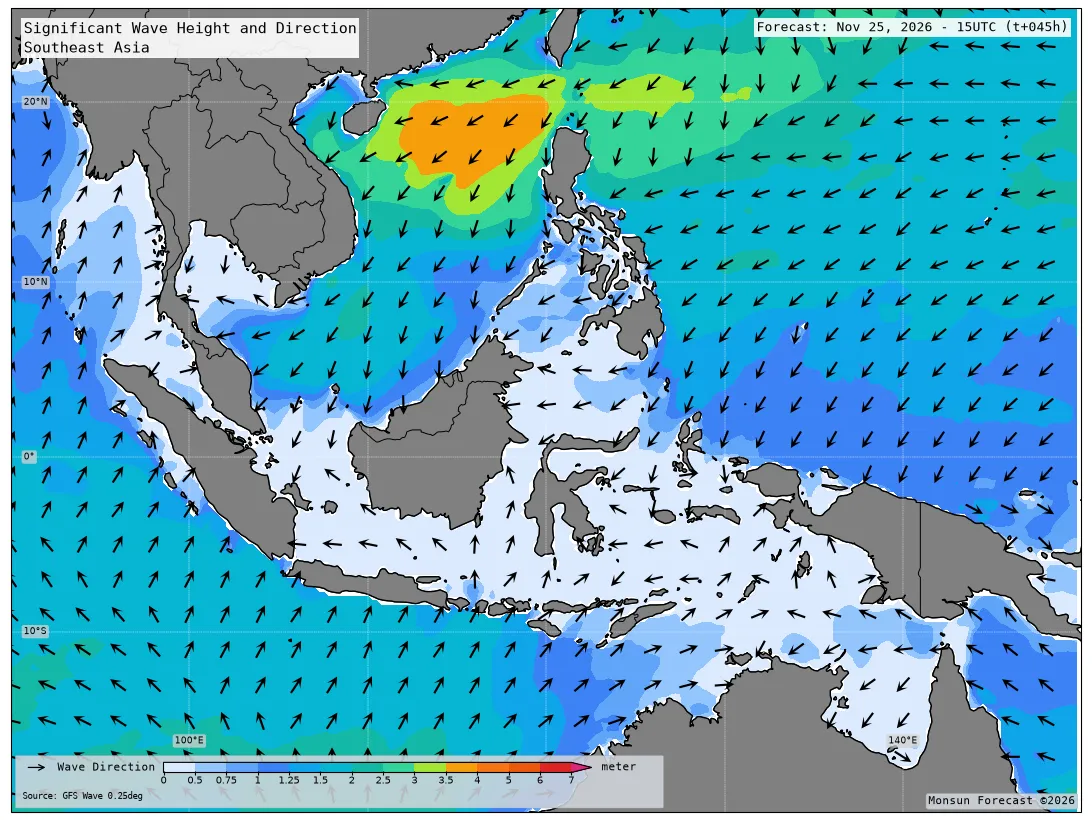 Significant Wave Height and Direction
Southeast Asia
Forecast: Nov 25, 2026 - 15UTC (t+045h)
20°N
10°N
0°
10°S
100°E
140°E
Wave Direction
meter
0 0.5 0.75 1 1.25 1.5 2 2.5 3 3.5 4 5 6 7
Source: GFS Wave 0.25deg
Monsun Forecast ©2026